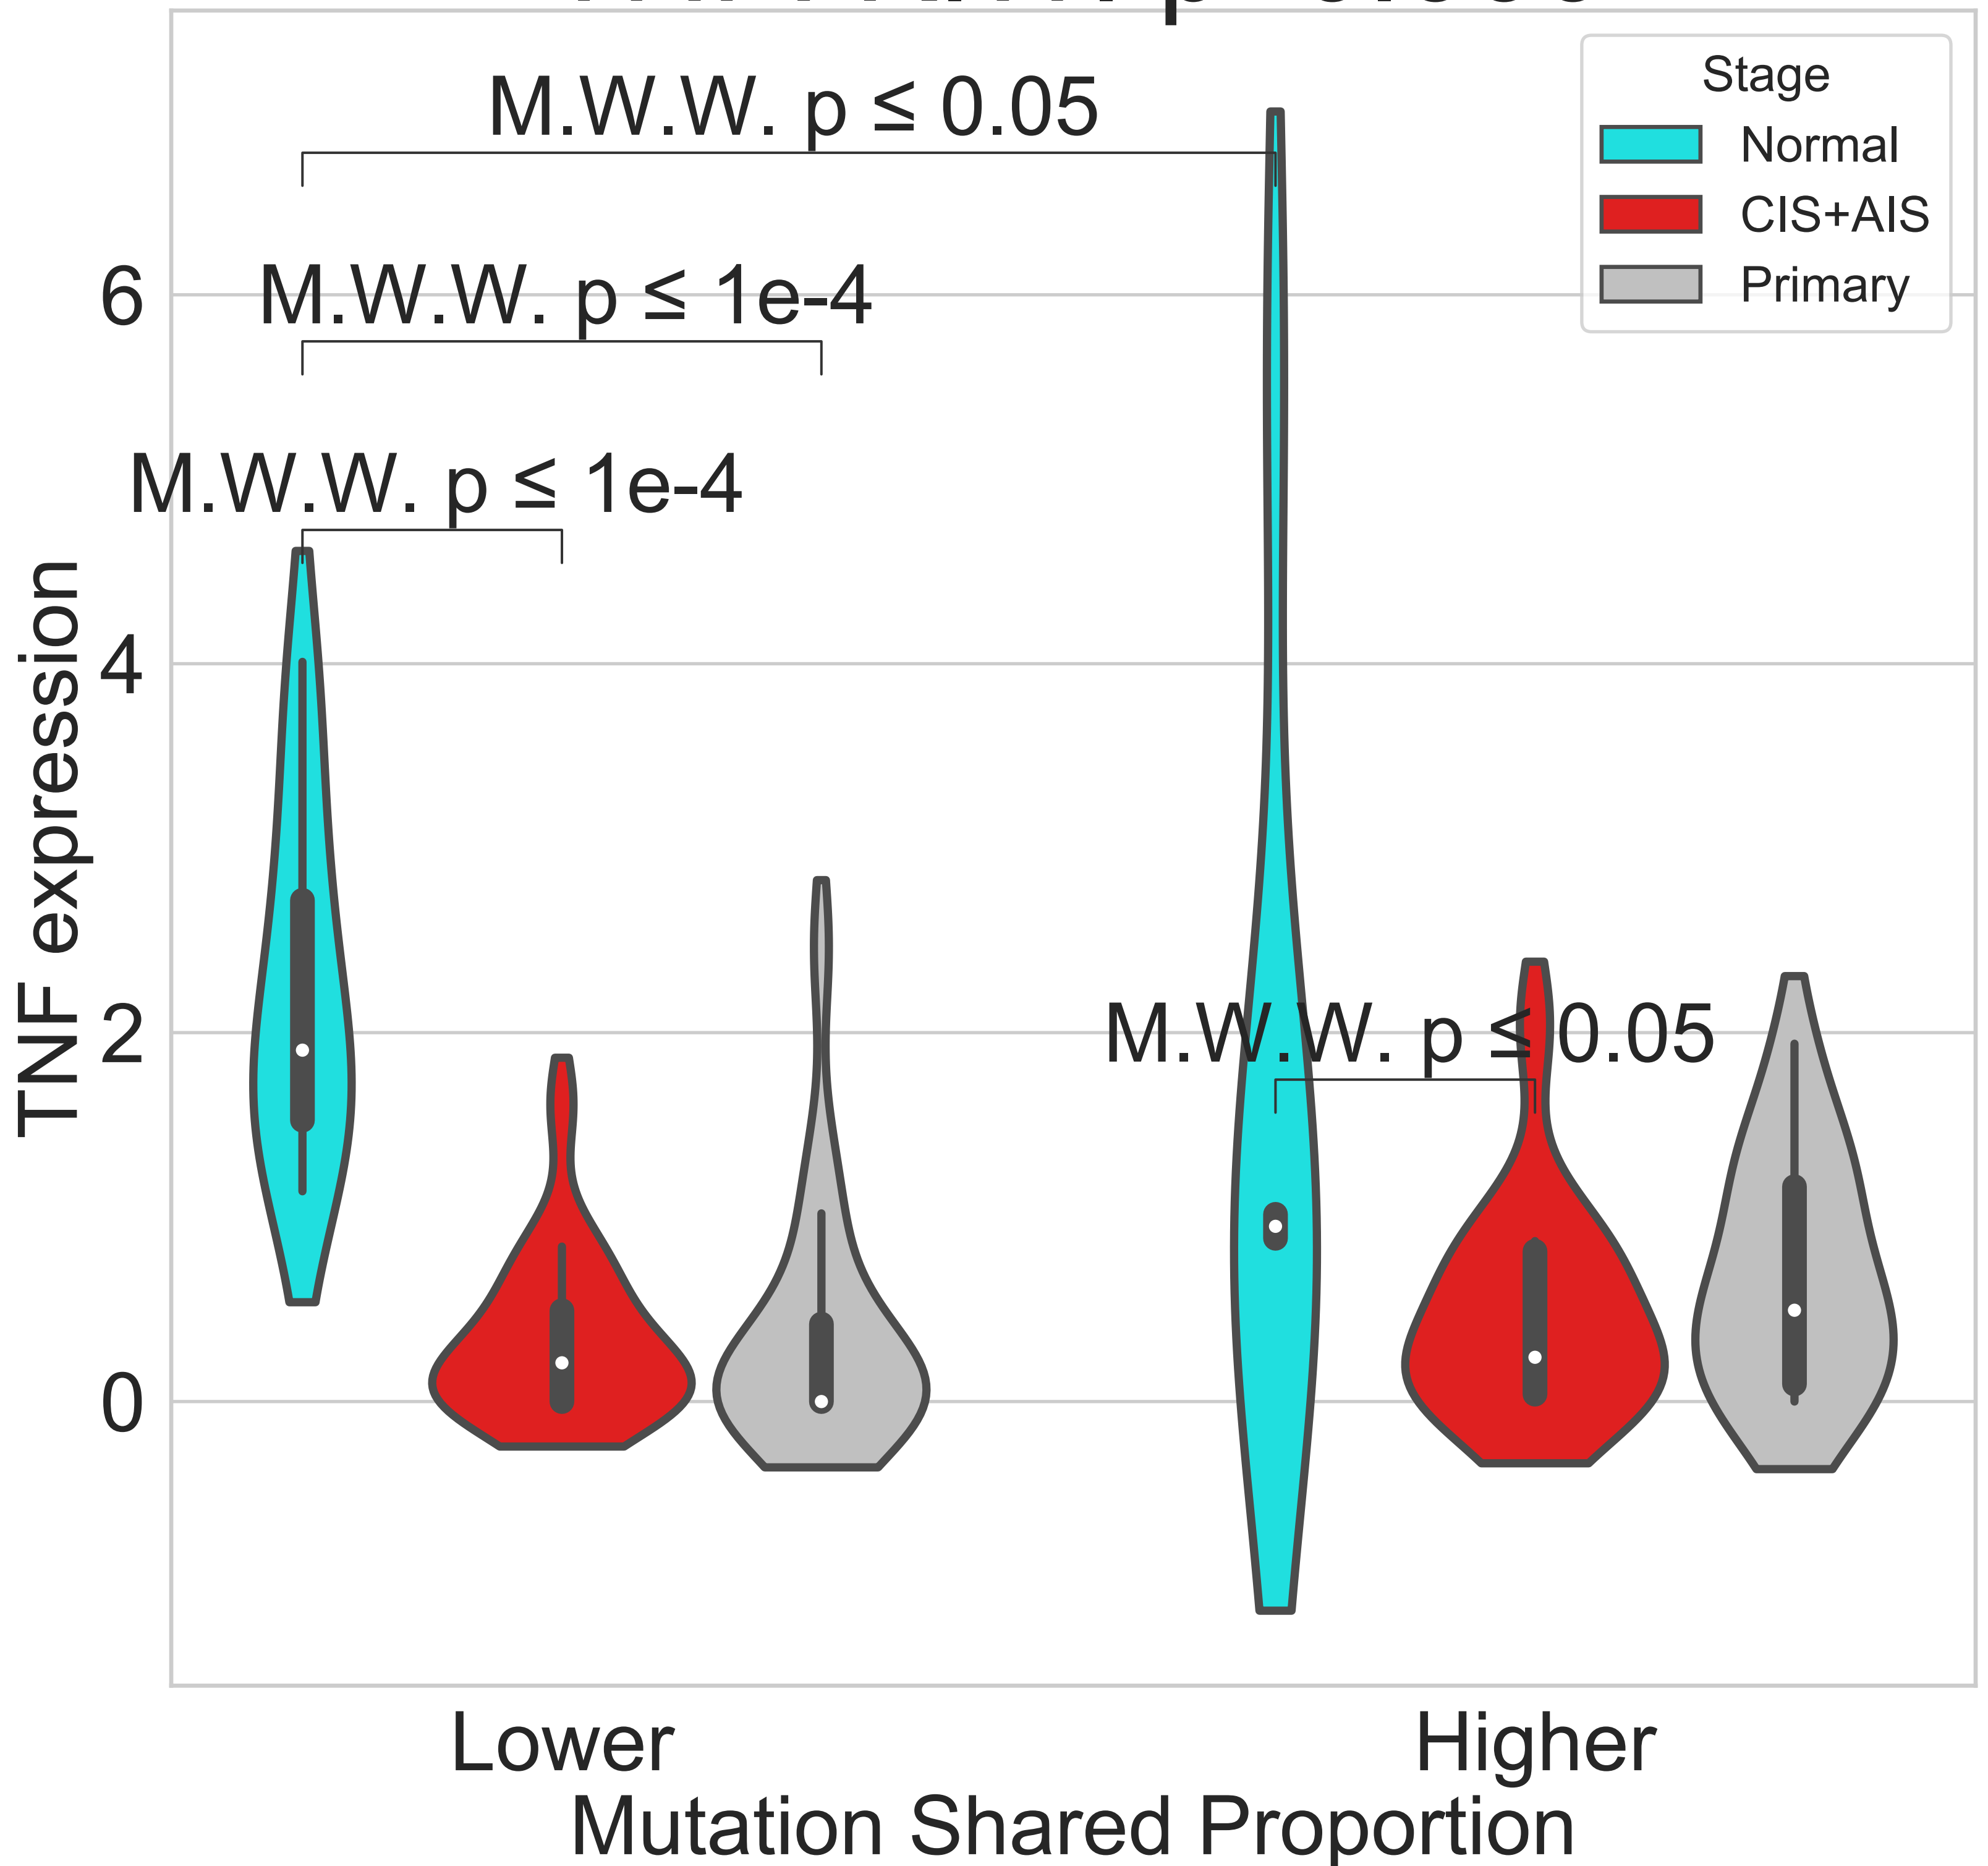 M.W.W. p ≤ 0.05
Stage
Normal
CIS+AIS
Primary
M.W.W. p ≤ 1e-4
M.W.W. p ≤ 1e-4
M.W.W. p ≤ 0.05
TNF expression
6
4
2
0
Lower
Higher
Mutation Shared Proportion